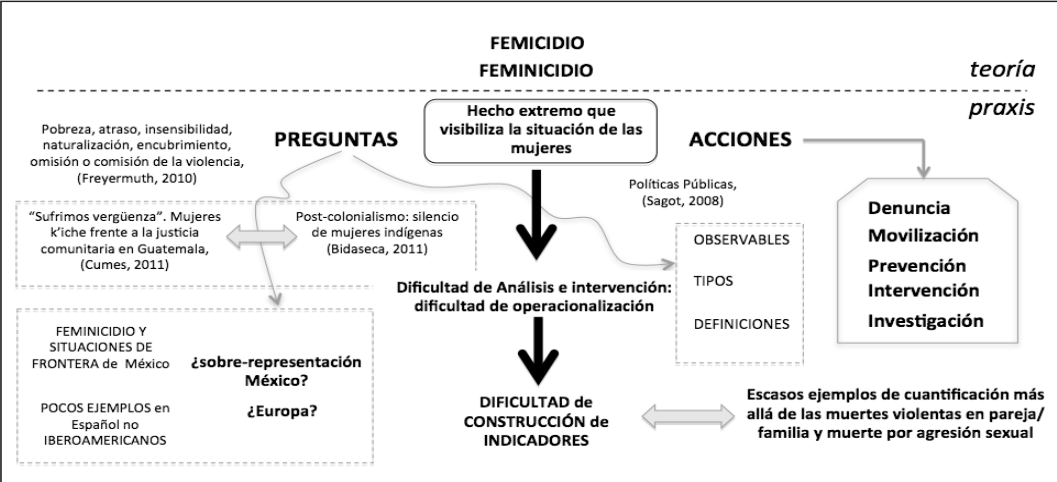 FEMICIDIO
FEMINICIDIO
teoría
praxis
Hecho extremo que
visibiliza la situación de las
mujeres
Pobreza, atraso, insensibilidad,
naturalización, encubrimiento,
omisión o comisión de la violencia,
(Freyermuth, 2010)
PREGUNTAS
ACCIONES
Políticas Públicas,
(Sagot, 2008)
"Sufrimos vergüenza". Mujeres
k'iche frente a la justicia
comunitaria en Guatemala,
(Cumes, 2011)
Post-colonialismo: silencio
de mujeres indígenas
(Bidaseca, 2011)
OBSERVABLES
TIPOS
DEFINICIONES
Denuncia
Movilización
Prevención
Intervención
Investigación
Dificultad de Análisis e intervención:
dificultad de operacionalización
FEMINICIDIO Y
SITUACIONES DE
FRONTERA de México
¿sobre-representación
México?
POCOS EJEMPLOS en
Español no
IBEROAMERICANOS
¿Europa?
DIFICULTAD de
CONSTRUCCIÓN de
INDICADORES
Escasos ejemplos de cuantificación más
allá de las muertes violentas en pareja/
familia y muerte por agresión sexual